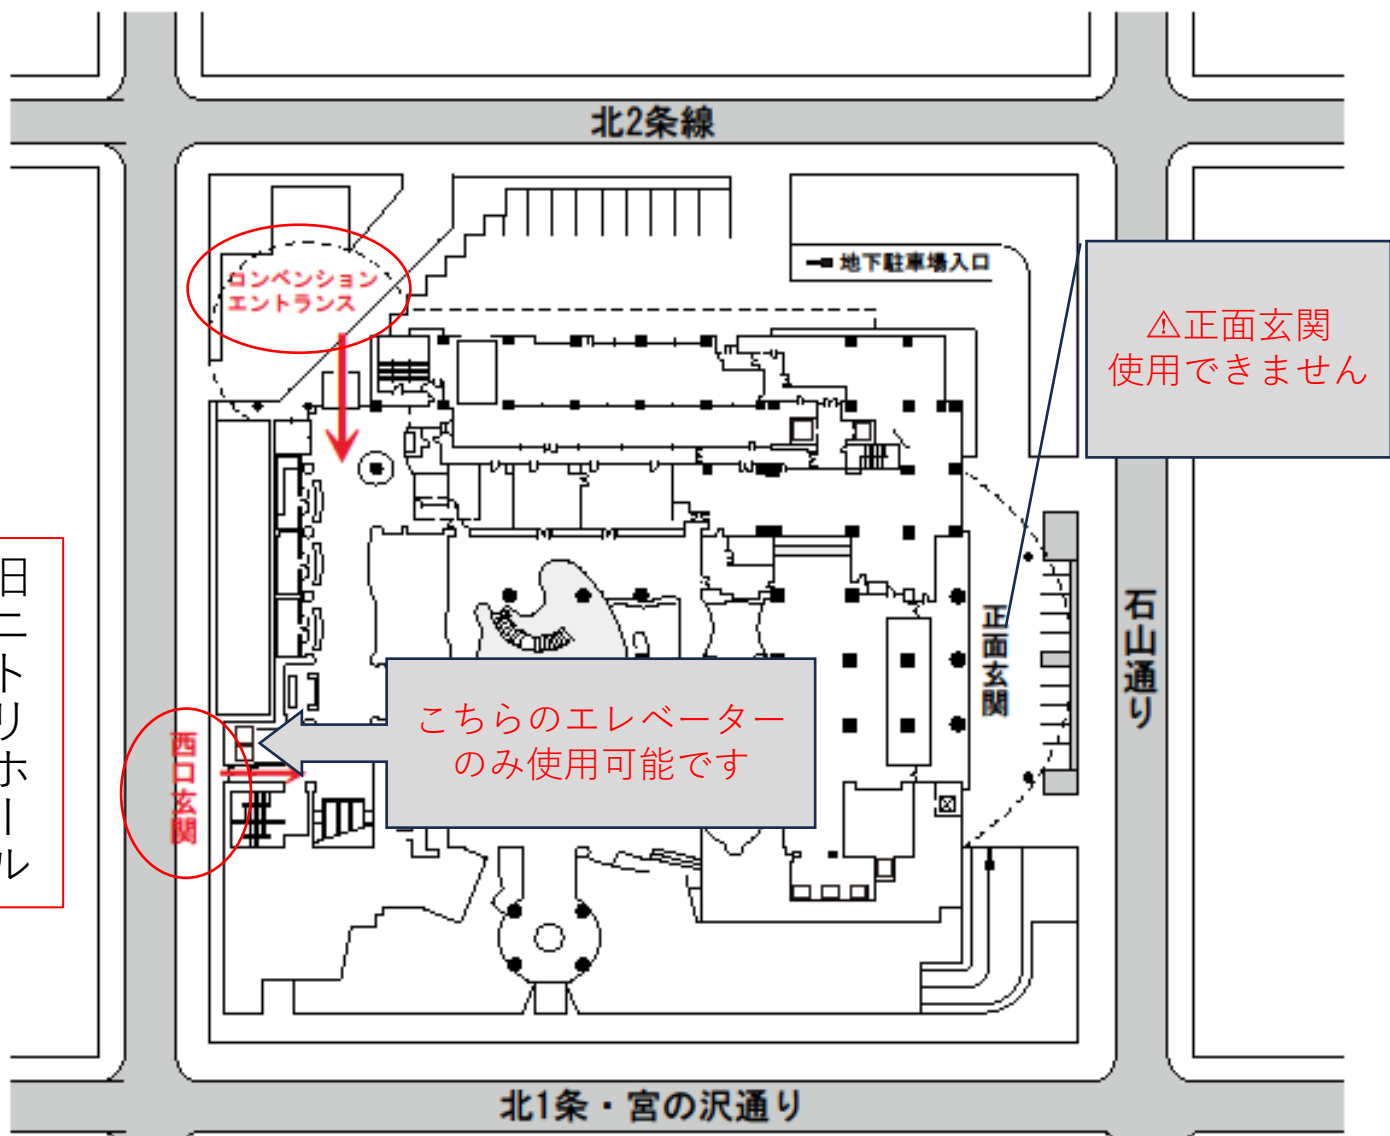 北2条線
コンベンション
エントランス
地下駐車場入口
⚠正面玄関
使用できません
旧ニトリホール
正面玄関
石山通り
こちらのエレベーター
のみ使用可能です
西口玄関
北1条・宮の沢通り